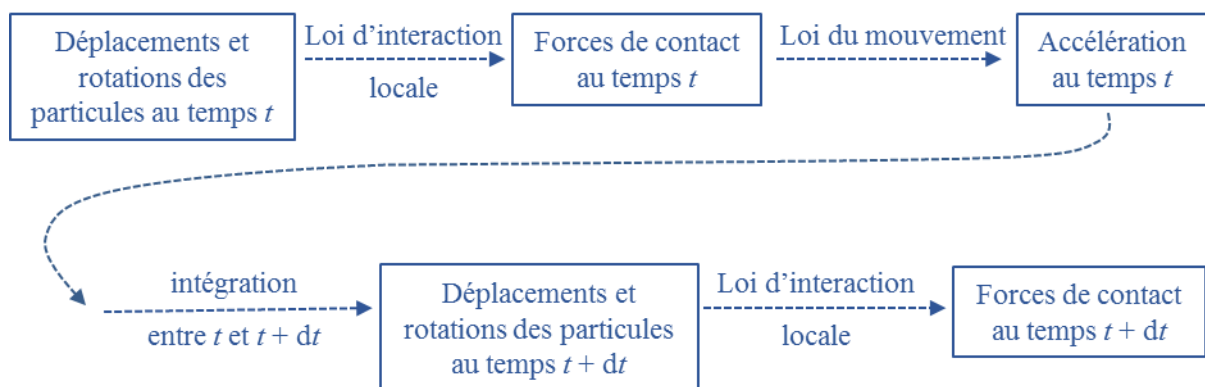 Déplacements et
rotations des
particules au temps t
Loi d’interaction
locale
Forces de contact
au temps t
Loi du mouvement
Accélération
au temps t
intégration
entre t et t + dt
Déplacements et
rotations des particules
au temps t + dt
Loi d’interaction
locale
Forces de contact
au temps t + dt